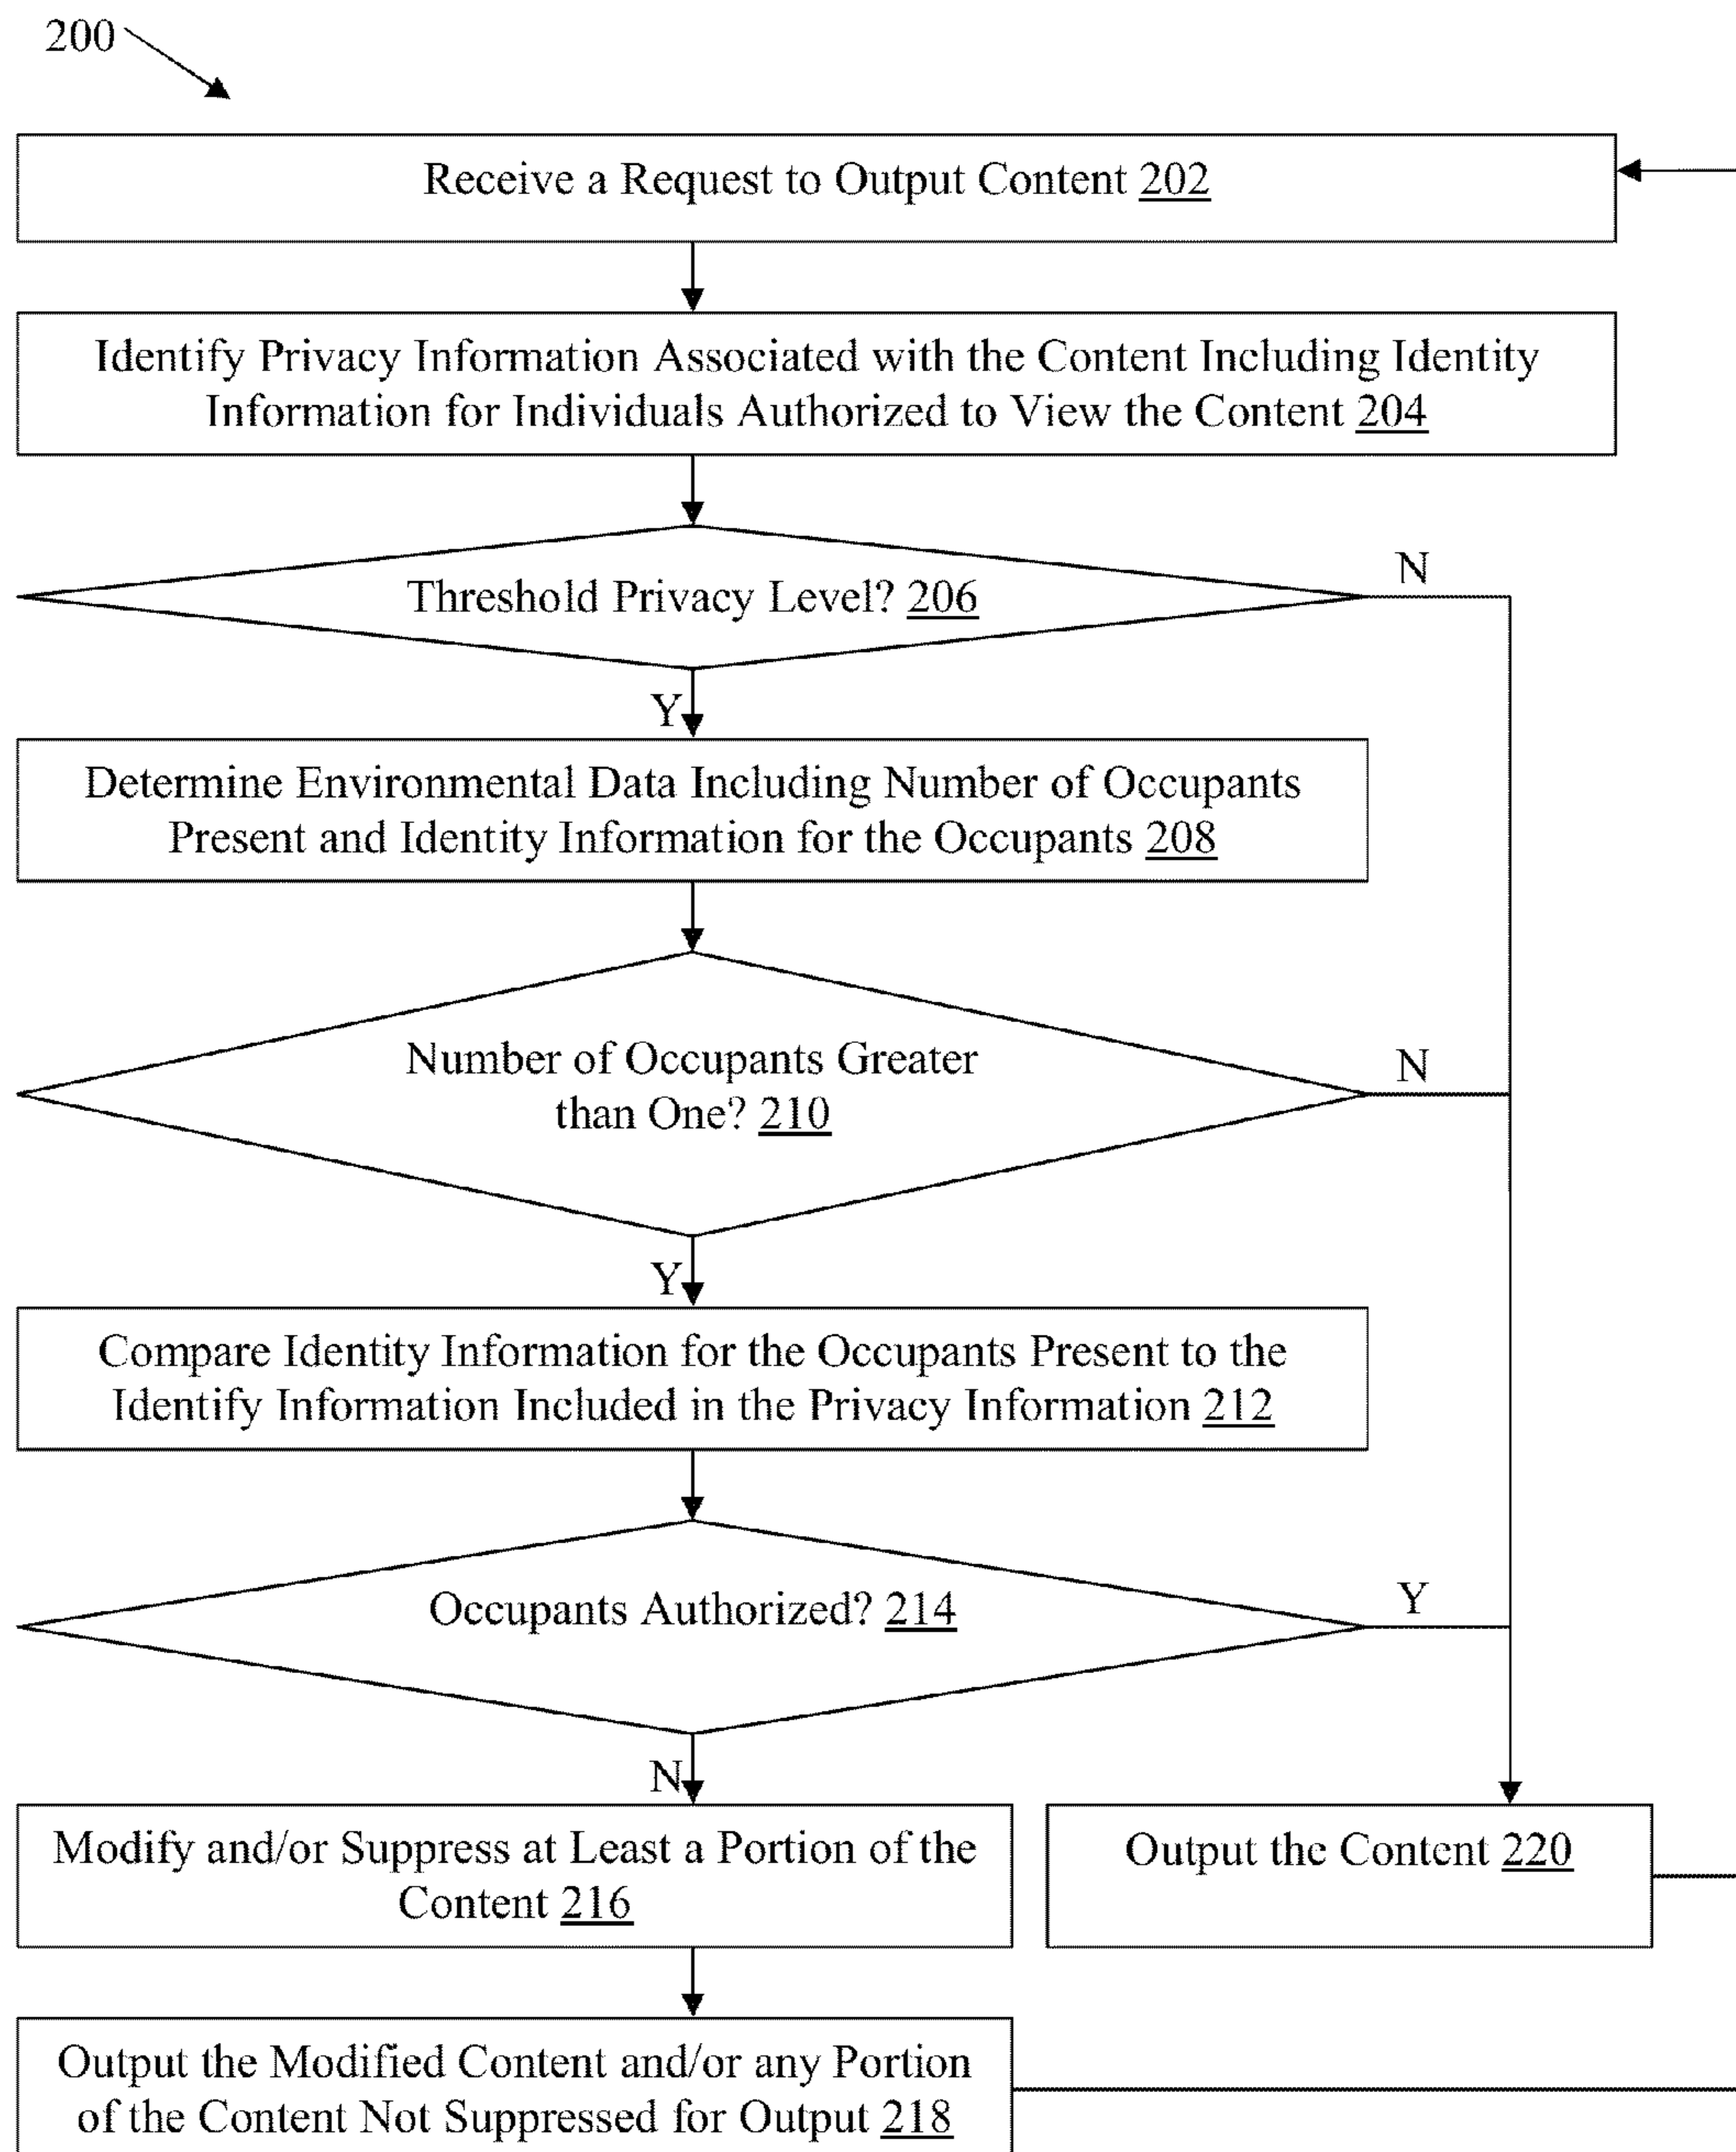 200
Receive a Request to Output Content 202
Identify Privacy Information Associated with the Content Including Identity
Information for Individuals Authorized to View the Content 204
Threshold Privacy Level? 206
N
Y
Determine Environmental Data Including Number of Occupants
Present and Identity Information for the Occupants 208
Number of Occupants Greater
than One? 210
N
Y
Compare Identity Information for the Occupants Present to the
Identify Information Included in the Privacy Information 212
Occupants Authorized? 214
Y
N
Modify and/or Suppress at Least a Portion of the
Content 216
Output the Content 220
Output the Modified Content and/or any Portion
of the Content Not Suppressed for Output 218